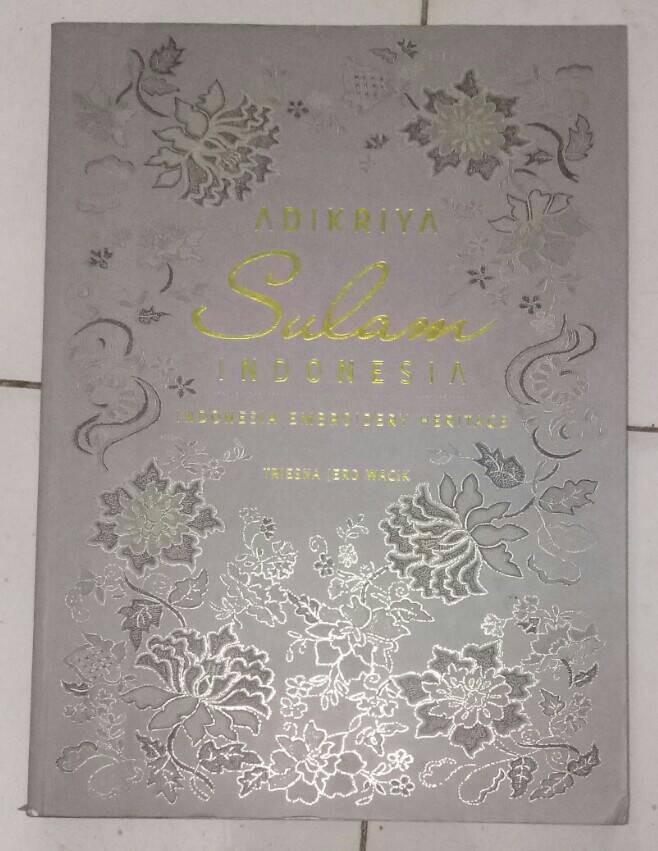 ADIKRIYA
Sulam
INDONESIA
INDONESIA EMBROIDERY HERITAGE
TRIESNA JERO WACIK